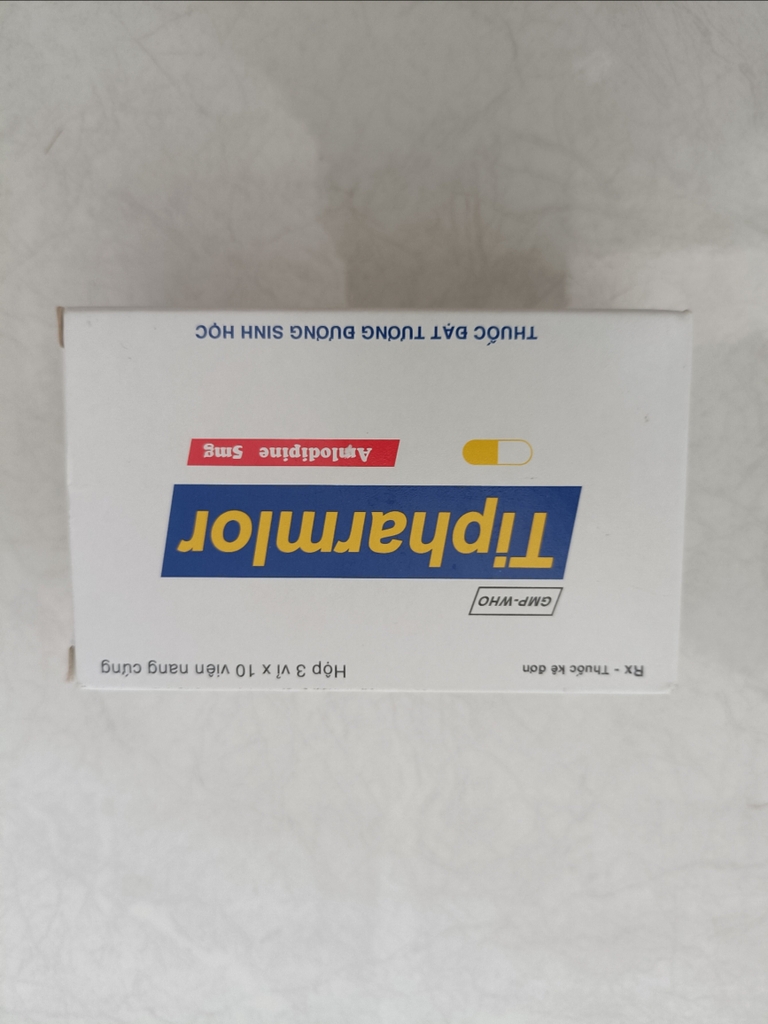 Rx - Thuốc kê đơn
Hộp 3 vỉ x 10 viên nang cứng
GMP-WHO
Tipharmlor
Amlodipine 5mg
THUỐC ĐẠT TƯƠNG ĐƯƠNG SINH HỌC